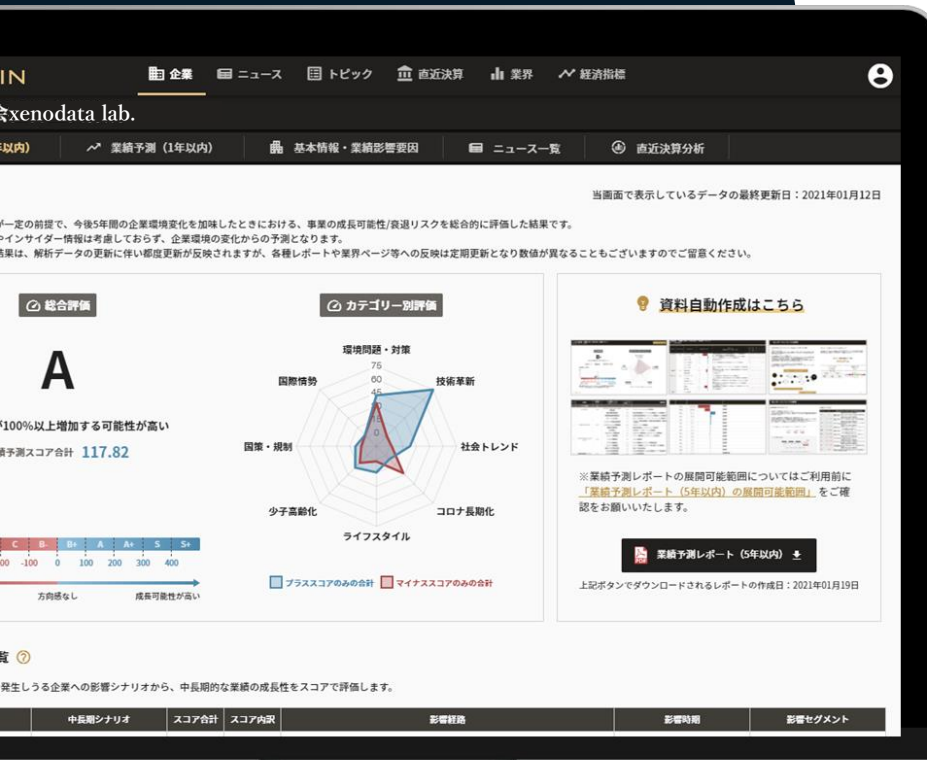 IN
企業 ニュース トピック 直近決算 業界 経済指標
xenodata lab.
年以内) 業績予測（1年以内） 基本情報・業績影響要因 ニュース一覧 直近決算分析
当画面で表示しているデータの最終更新日：2021年01月12日
が一定の前提で、今後5年間の企業環境変化を加味したときにおける、事業の成長可能性/衰退リスクを総合的に評価した結果です。
やインサイダー情報は考慮しておらず、企業環境の変化からの予測となります。
結果は、解析データの更新に伴い都度更新が反映されますが、各種レポートや業界ページ等への反映は定期更新となり数値が異なることもございますのでご留意ください。
総合評価
A
が100%以上増加する可能性が高い
績予測スコア合計 117.82
C B- B+ A A+ S S+
00 -100 0 100 200 300 400
方向感なし 成長可能性が高い
カテゴリー別評価
環境問題・対策
75
60
45
15
0
国際情勢 技術革新
国策・規制 社会トレンド
少子高齢化 コロナ長期化
ライフスタイル
プラススコアのみの合計 マイナススコアのみの合計
資料自動作成はこちら
※業績予測レポートの展開可能範囲についてはご利用前に
「業績予測レポート（5年以内）の展開可能範囲」をご確
認をお願いいたします。
業績予測レポート（5年以内）
上記ボタンでダウンロードされるレポートの作成日：2021年01月19日
覧
発生しうる企業への影響シナリオから、中長期的な業績の成長性をスコアで評価します。
中長期シナリオ スコア合計 スコア内訳 影響経路 影響時期 影響セグメント